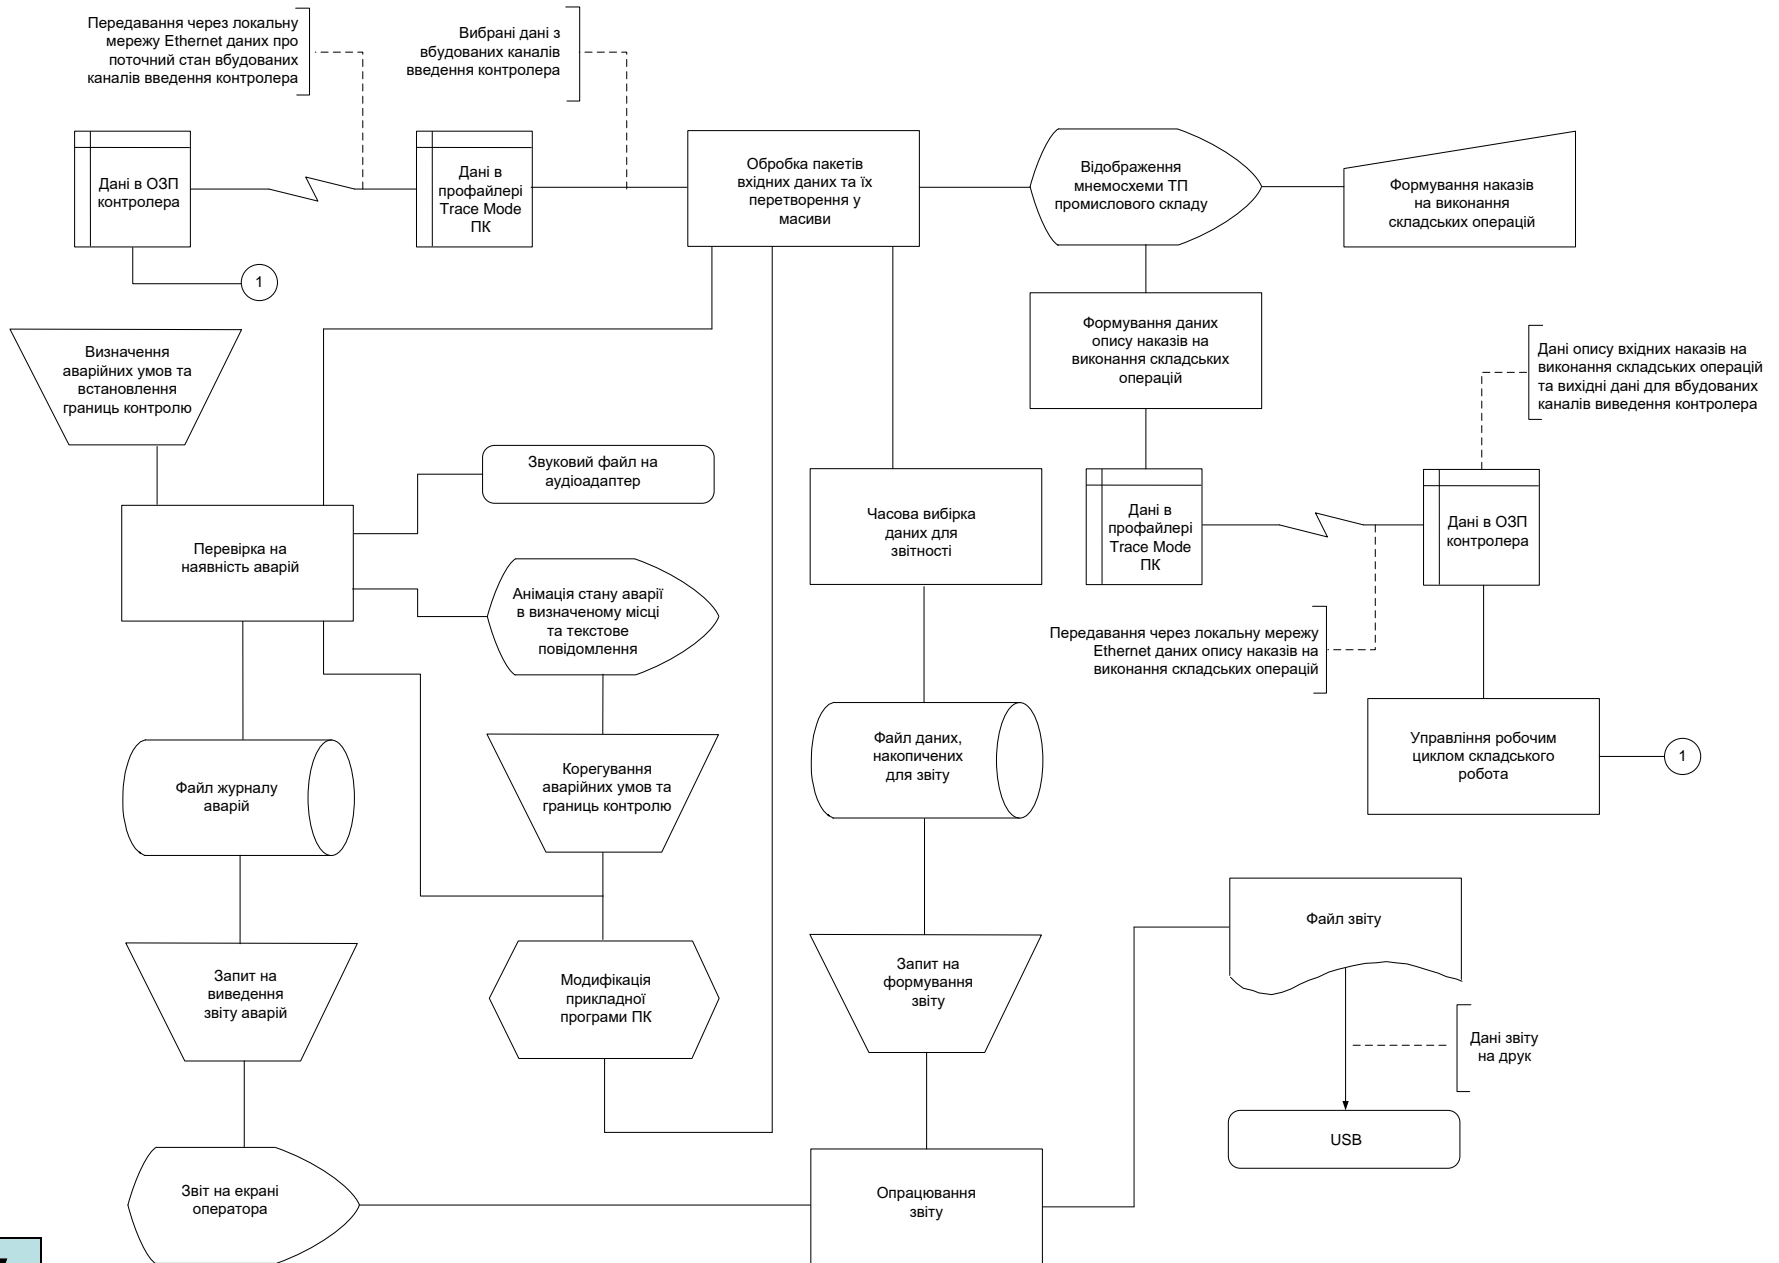 Передавання через локальну
мережу Ethernet даних про
поточний стан вбудованих
каналів введення контролера
Вибрані дані з
вбудованих каналів
введення контролера
Дані в ОЗП
контролера
Дані в
профайлері
Trace Mode
ПК
Обробка пакетів
вхідних даних та їх
перетворення у
масиви
Відображення
мнемосхеми ТП
промислового складу
Формування наказів
на виконання
складських операцій
1
Визначення
аварійних умов та
встановлення
границь контролю
Формування даних
опису наказів на
виконання складських
операцій
Дані опису вхідних наказів на
виконання складських операцій
та вихідні дані для вбудованих
каналів виведення контролера
Звуковий файл на
аудіоадаптер
Перевірка на
наявність аварій
Часова вибірка
даних для
звітності
Дані в
профайлері
Trace Mode
ПК
Дані в ОЗП
контролера
Анімація стану аварії
в визначеному місці
та текстове
повідомлення
Передавання через локальну мережу
Ethernet даних опису наказів на
виконання складських операцій
Файл журналу
аварій
Корегування
аварійних умов та
границь контролю
Файл даних,
накопичених
для звіту
Управління робочим
циклом складського
робота
1
Запит на
виведення
звіту аварій
Модифікація
прикладної
програми ПК
Запит на
формування
звіту
Файл звіту
Дані звіту
на друк
USB
Звіт на екрані
оператора
Опрацювання
звіту